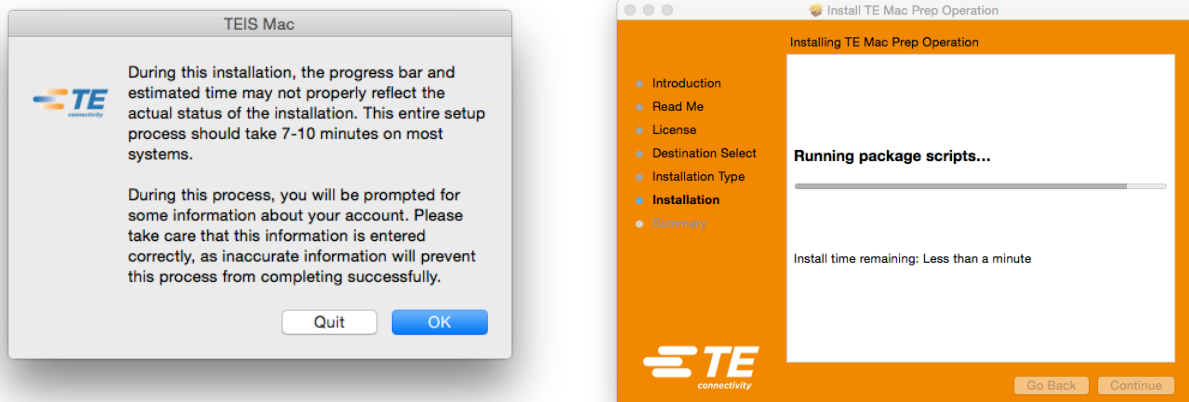 TEIS Mac
TE
connectivity
During this installation, the progress bar and
estimated time may not properly reflect the
actual status of the installation. This entire setup
process should take 7-10 minutes on most
systems.
During this process, you will be prompted for
some information about your account. Please
take care that this information is entered
correctly, as inaccurate information will prevent
this process from completing successfully.
Quit
OK
Install TE Mac Prep Operation
Installing TE Mac Prep Operation
Introduction
Read Me
License
Destination Select
Installation Type
Installation
Summary
Running package scripts...
Install time remaining: Less than a minute
TE
connectivity
Go Back
Continue